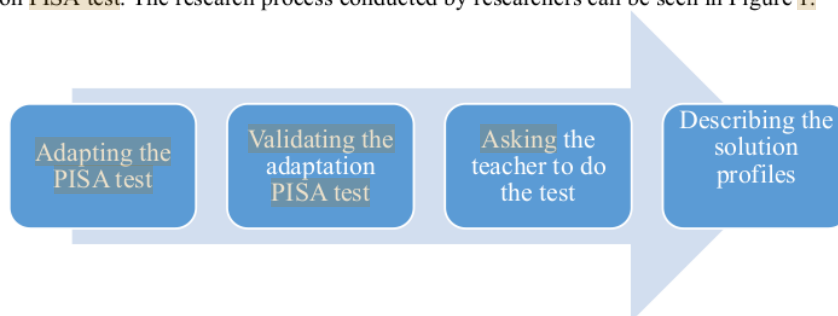 on PISA test. The research process conducted by researchers can be seen in Figure 1.
Adapting the
PISA test
Validating the
adaptation
PISA test
Asking the
teacher to do
the test
Describing the
solution
profiles